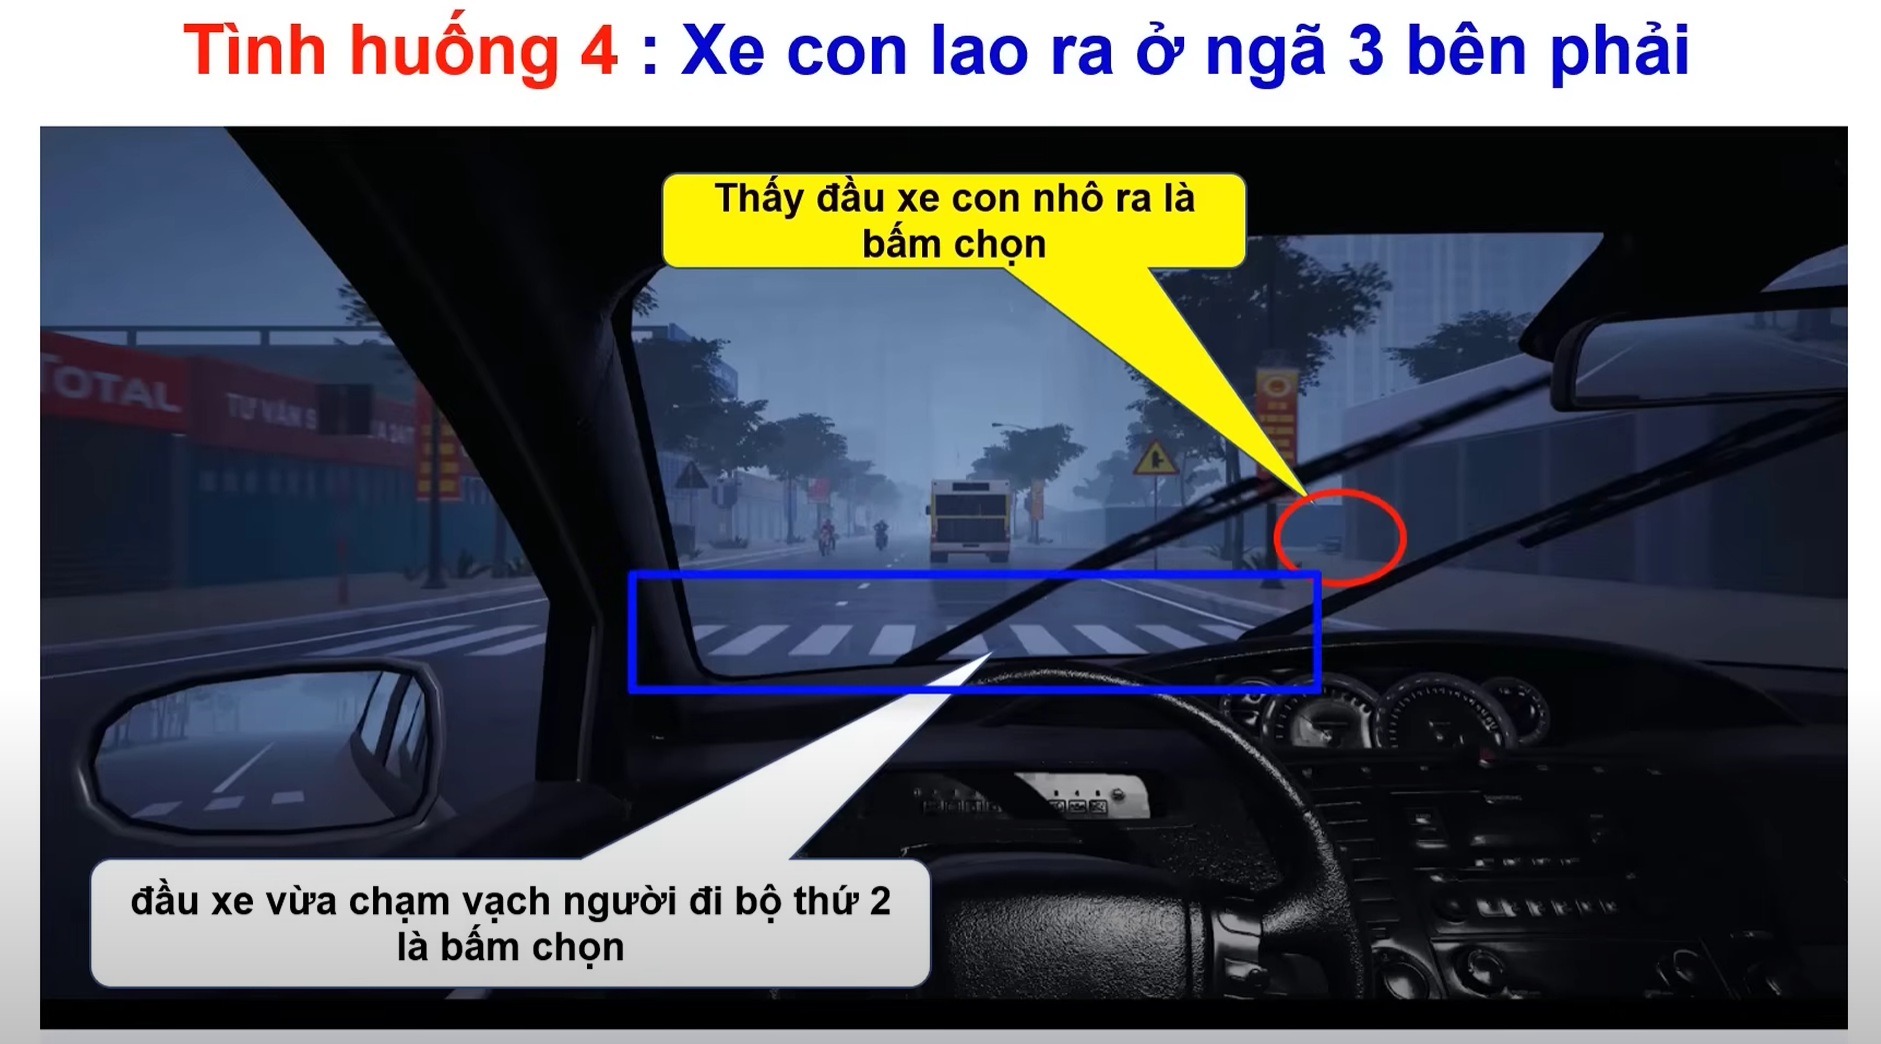 Tình huống 4 : Xe con lao ra ở ngã 3 bên phải
Thấy đầu xe con nhô ra là
bấm chọn
TOTAL
TƯ VẤN
đầu xe vừa chạm vạch người đi bộ thứ 2
là bấm chọn